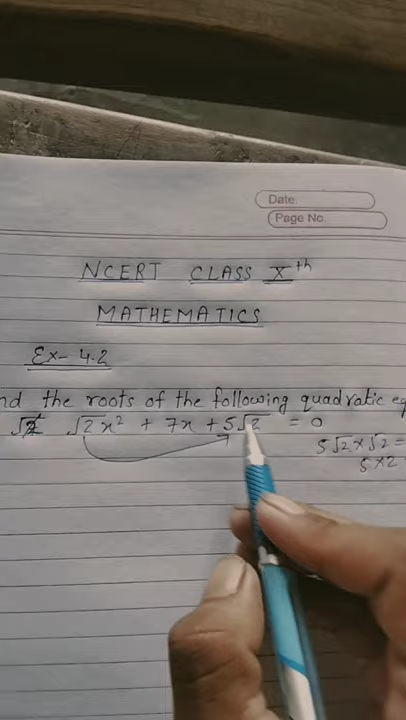 Date:
Page No.
NCERT CLASS Xth
MATHEMATICS
Ex- 4.2
nd the roots of the following quadratic eq
√2x² + 7x + 5√2 = 0
5√2×√2=
5×2